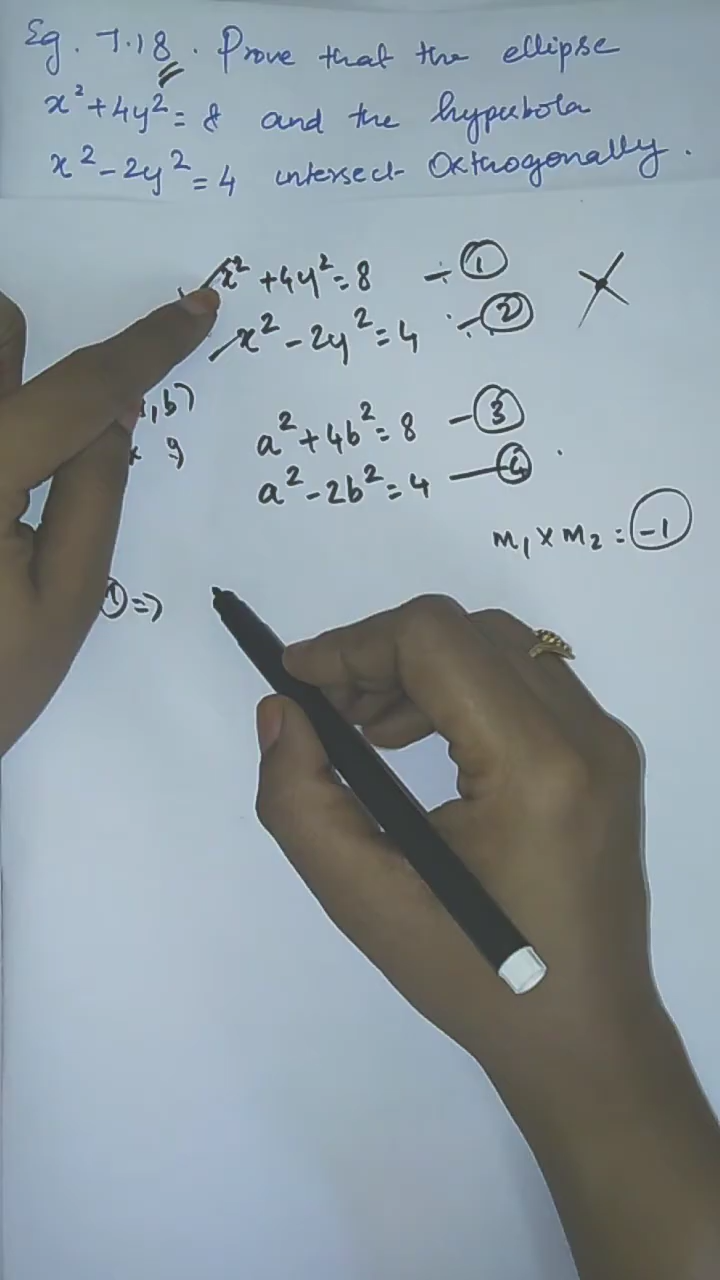 Eg. 7.18. Prove that the ellipse
x² + 4y² = 8 and the hyperbola
x² - 2y² = 4 intersect Orthogonally.
x² + 4y² = 8 - ①
x² - 2y² = 4 - ②
,b)
a² + 4b² = 8 - ③
x y
a² - 2b² = 4 - ④
m₁ x m₂ = -1
① =>